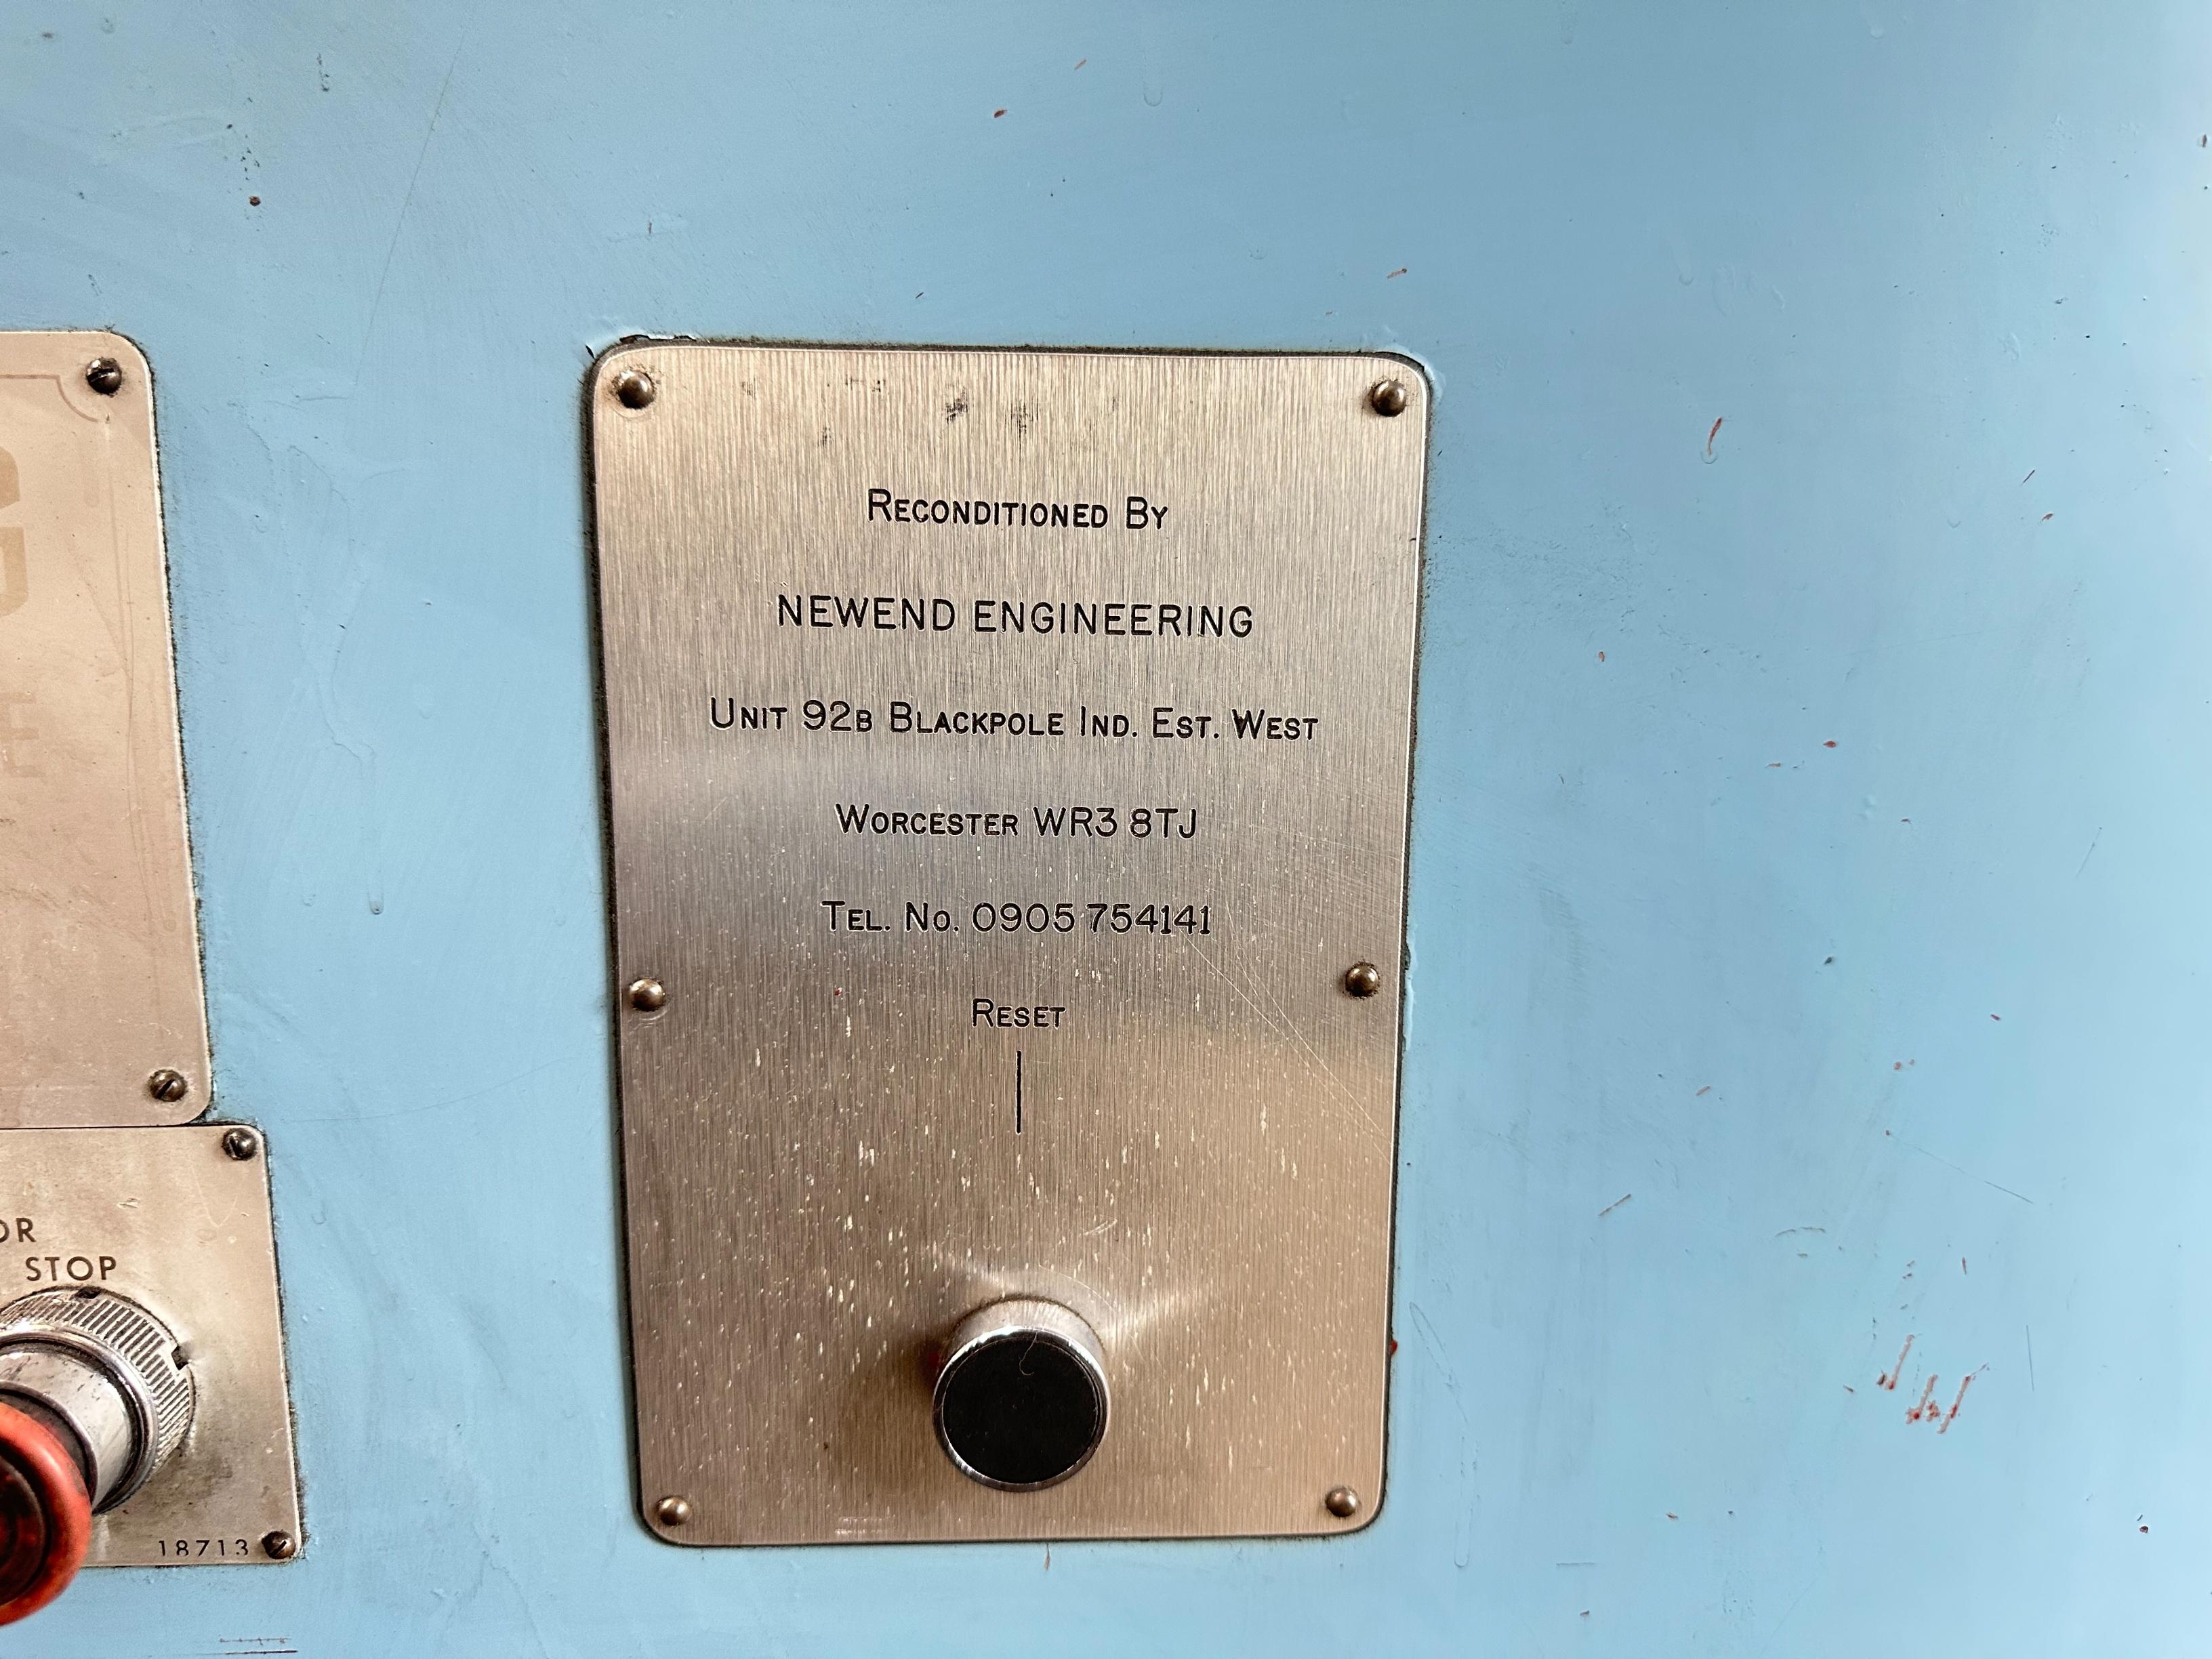 Reconditioned By
NEWEND ENGINEERING
Unit 92B Blackpole Ind. Est. West
Worcester WR3 8TJ
Tel. No. 0905 754141
Reset
STOP
18713